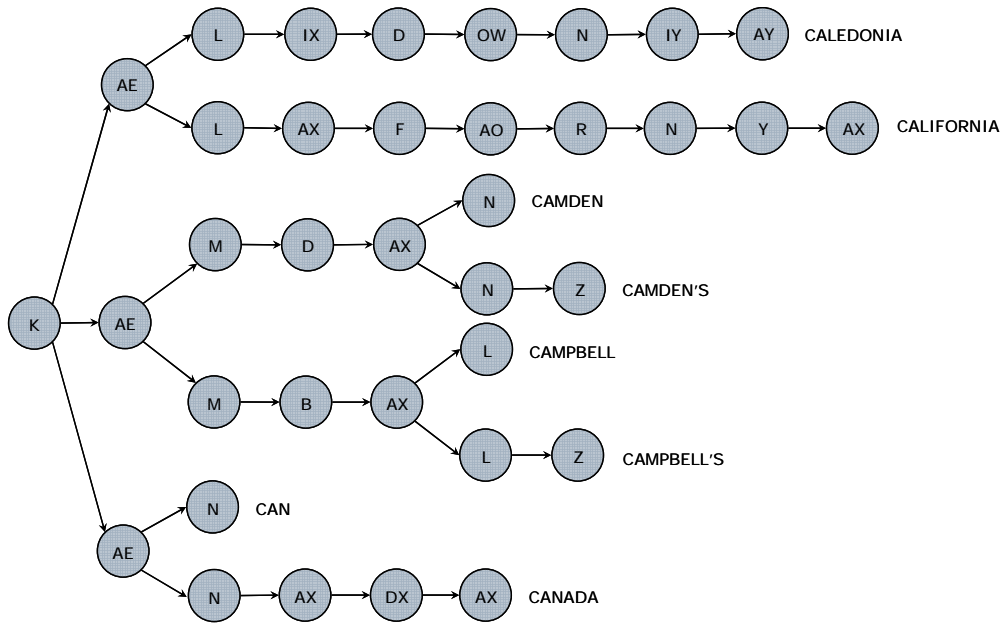 L IX D OW N IY AY CALEDONIA
AE
L AX F AO R N Y AX CALIFORNIA
N CAMDEN
M D AX
N Z CAMDEN'S
K AE
L CAMPBELL
M B AX
L Z CAMPBELL'S
N CAN
AE
N AX DX AX CANADA